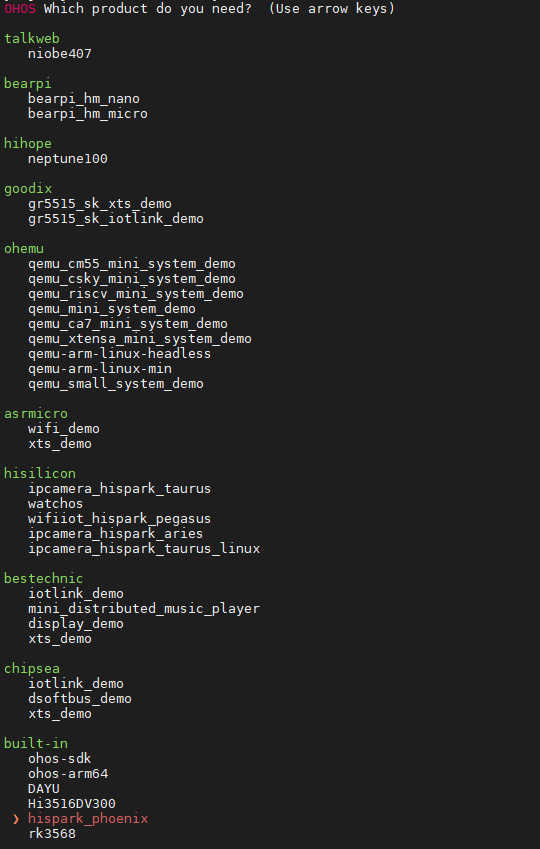 OHOS Which product do you need?  (Use arrow keys)
talkweb
niobe407
bearpi
bearpi_hm_nano
bearpi_hm_micro
hihope
neptune100
goodix
gr5515_sk_xts_demo
gr5515_sk_iotlink_demo
ohemu
qemu_cm55_mini_system_demo
qemu_csky_mini_system_demo
qemu_riscv_mini_system_demo
qemu_mini_system_demo
qemu_ca7_mini_system_demo
qemu_xtensa_mini_system_demo
qemu-arm-linux-headless
qemu-arm-linux-min
qemu_small_system_demo
asrmicro
wifi_demo
xts_demo
hisilicon
ipcamera_hispark_taurus
watchos
wifiiot_hispark_pegasus
ipcamera_hispark_aries
ipcamera_hispark_taurus_linux
bestechnic
iotlink_demo
mini_distributed_music_player
display_demo
xts_demo
chipsea
iotlink_demo
dsoftbus_demo
xts_demo
built-in
ohos-sdk
ohos-arm64
DAYU
Hi3516DV300
❯ hispark_phoenix
rk3568